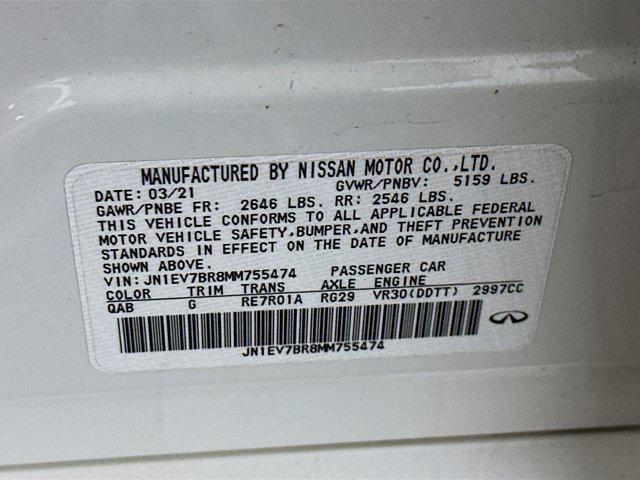 MANUFACTURED BY NISSAN MOTOR CO.,LTD.
DATE: 03/21 GVWR/PNBV: 5159 LBS.
GAWR/PNBE FR: 2646 LBS. RR: 2546 LBS.
THIS VEHICLE CONFORMS TO ALL APPLICABLE FEDERAL
MOTOR VEHICLE SAFETY,BUMPER,AND THEFT PREVENTION
STANDARDS IN EFFECT ON THE DATE OF MANUFACTURE
SHOWN ABOVE.
VIN:JN1EV7BR8MM755474 PASSENGER CAR
COLOR TRIM TRANS AXLE ENGINE
QAB G RE7R01A RG29 VR30(DDTT) 2997CC
JN1EV7BR8MM755474